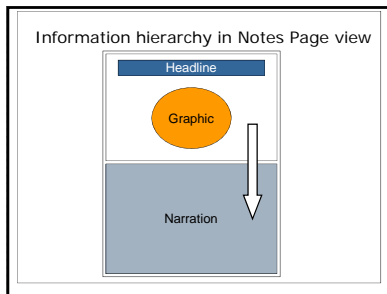 Information hierarchy in Notes Page view
Headline
Graphic
Narration